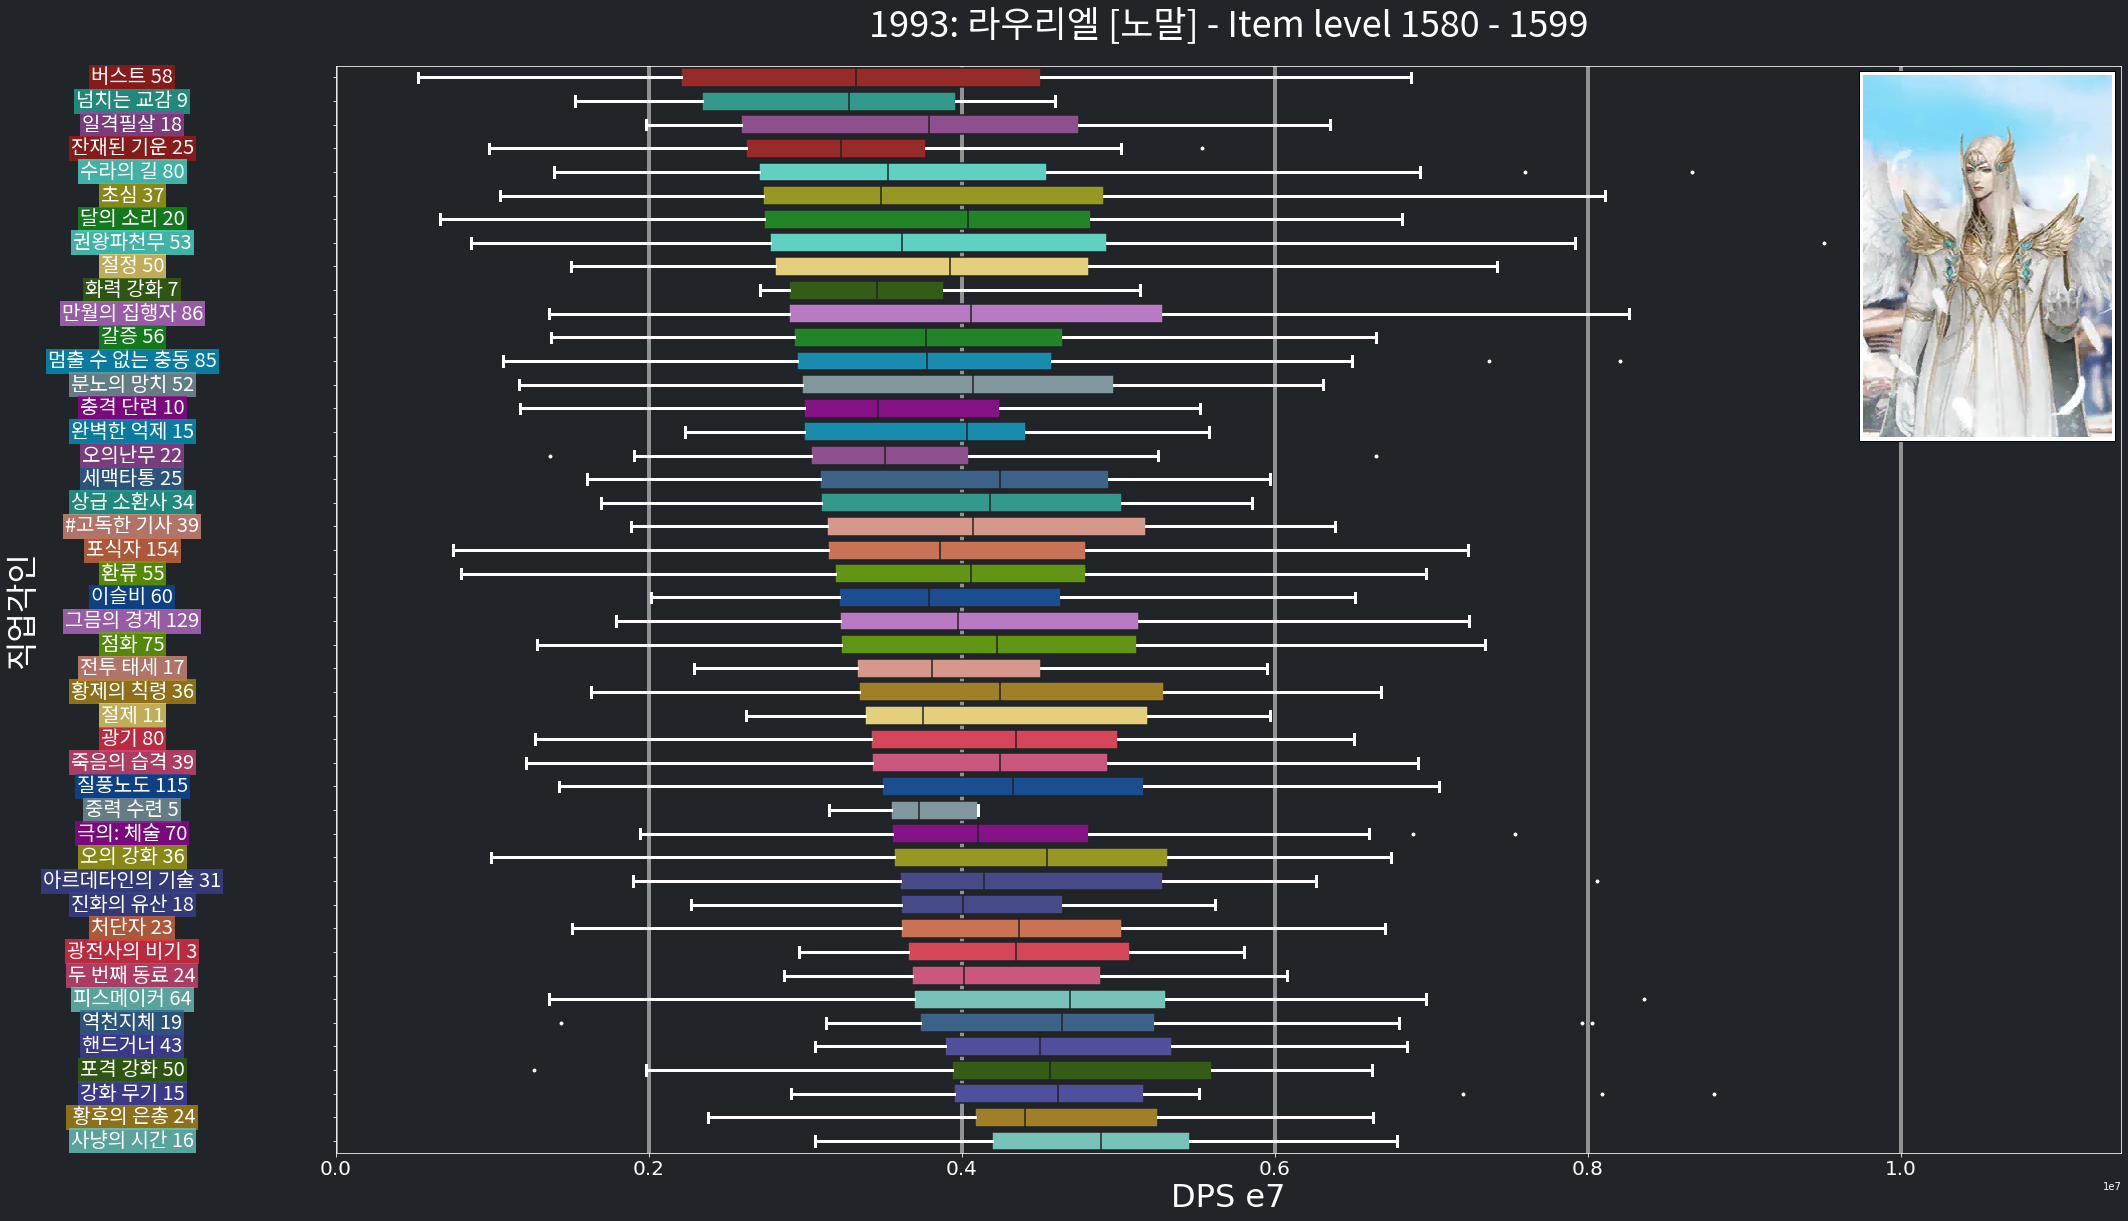 1993: 라우리엘 [노말] - Item level 1580 - 1599
버스트 58
넘치는 교감 9
일격필살 18
잔재된 기운 25
수라의 길 80
초심 37
달의 소리 20
권왕파천무 53
절정 50
화력 강화 7
만월의 집행자 86
갈증 56
멈출 수 없는 충동 85
분노의 망치 52
충격 단련 10
완벽한 억제 15
오의난무 22
세맥타통 25
상급 소환사 34
#고독한 기사 39
포식자 154
환류 55
이슬비 60
그믐의 경계 129
점화 75
전투 태세 17
황제의 칙령 36
절제 11
광기 80
죽음의 습격 39
질풍노도 115
중력 수련 5
극의: 체술 70
오의 강화 36
아르데타인의 기술 31
진화의 유산 18
처단자 23
광전사의 비기 3
두 번째 동료 24
피스메이커 64
역천지체 19
핸드거너 43
포격 강화 50
강화 무기 15
황후의 은총 24
사냥의 시간 16
직업각인
0.0 0.2 0.4 0.6 0.8 1.0
DPS e7
1e7